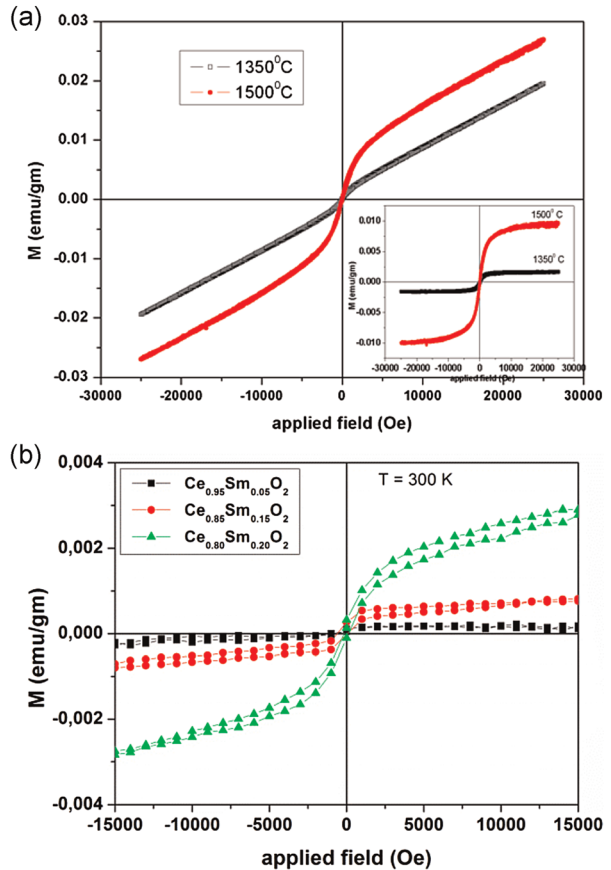 (a)
0.03
0.02
0.01
0.00
-0.01
-0.02
-0.03
M (emu/gm)
1350⁰C
1500⁰C
-30000 -20000 -10000 0 10000 20000 30000
applied field (Oe)
0.010
0.005
0.000
-0.005
-0.010
M (emu/gm)
1500⁰ C
1350⁰ C
-30000 -20000 -10000 0 10000 20000 30000
applied field (Oe)
(b)
0,004
0,002
0,000
-0,002
-0,004
M (emu/gm)
Ce₀.₉₅Sm₀.₀₅O₂
Ce₀.₈₅Sm₀.₁₅O₂
Ce₀.₈₀Sm₀.₂₀O₂
T = 300 K
-15000 -10000 -5000 0 5000 10000 15000
applied field (Oe)